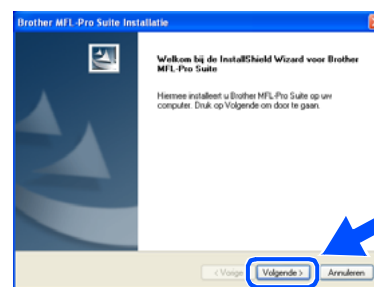 Brother MFL-Pro Suite Installatie
Welkom bij de InstallShield Wizard voor Brother
MFL-Pro Suite
Hiermee installeert u Brother MFL-Pro Suite op uw
computer. Druk op Volgende om door te gaan.
< Vorige Volgende > Annuleren